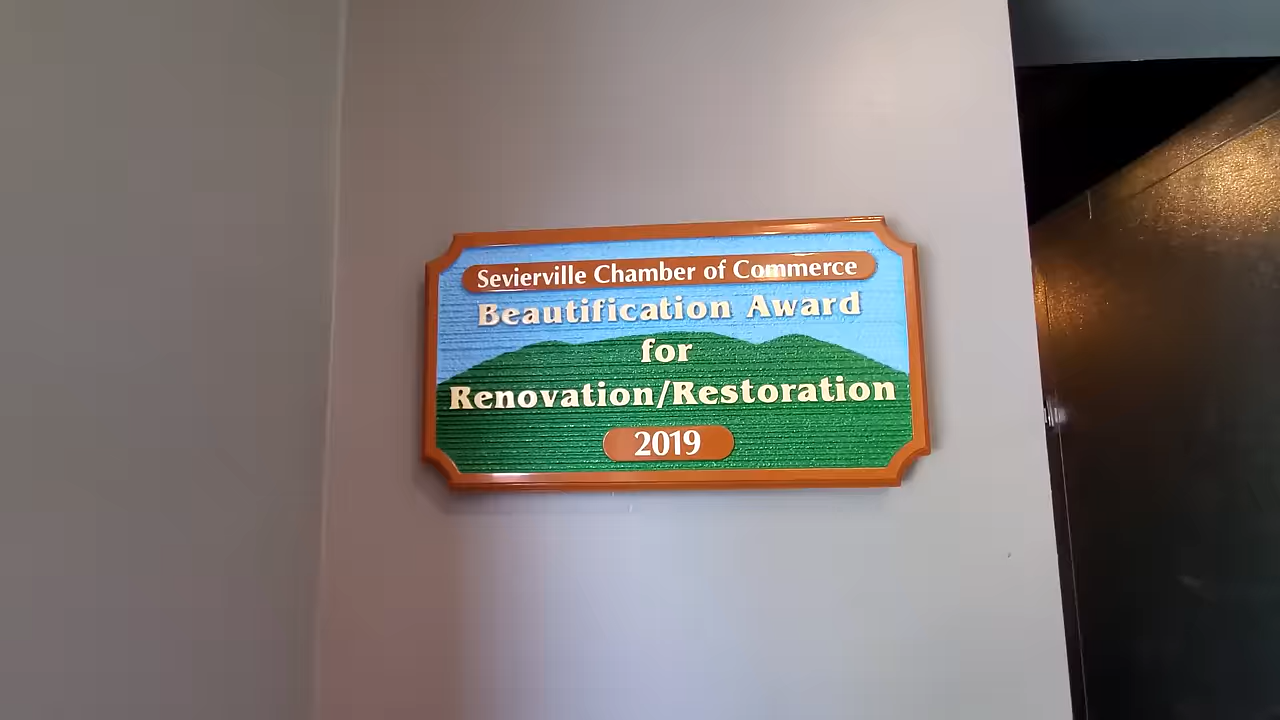 Sevierville Chamber of Commerce
Beautification Award
for
Renovation/Restoration
2019